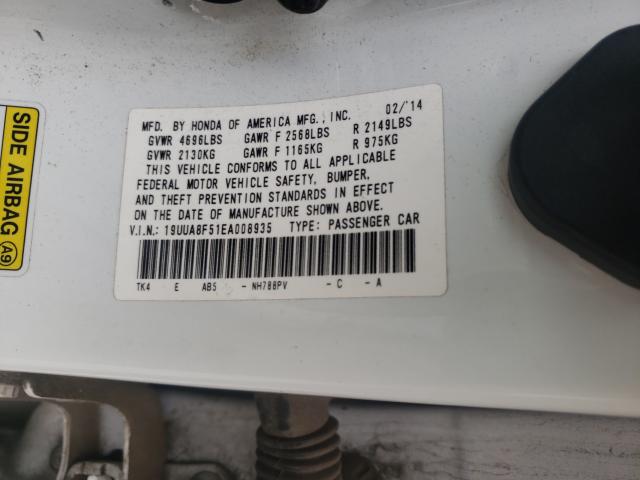 SIDE AIRBAG A9
MFD. BY HONDA OF AMERICA MFG., INC. 02/'14
GVWR 4696LBS GAWR F 2568LBS R 2149LBS
GVWR 2130KG GAWR F 1165KG R 975KG
THIS VEHICLE CONFORMS TO ALL APPLICABLE
FEDERAL MOTOR VEHICLE SAFETY, BUMPER,
AND THEFT PREVENTION STANDARDS IN EFFECT
ON THE DATE OF MANUFACTURE SHOWN ABOVE.
V.I.N.: 19UUA8F51EA008935 TYPE: PASSENGER CAR
TK4 E AB5 -NH788PV -C -A